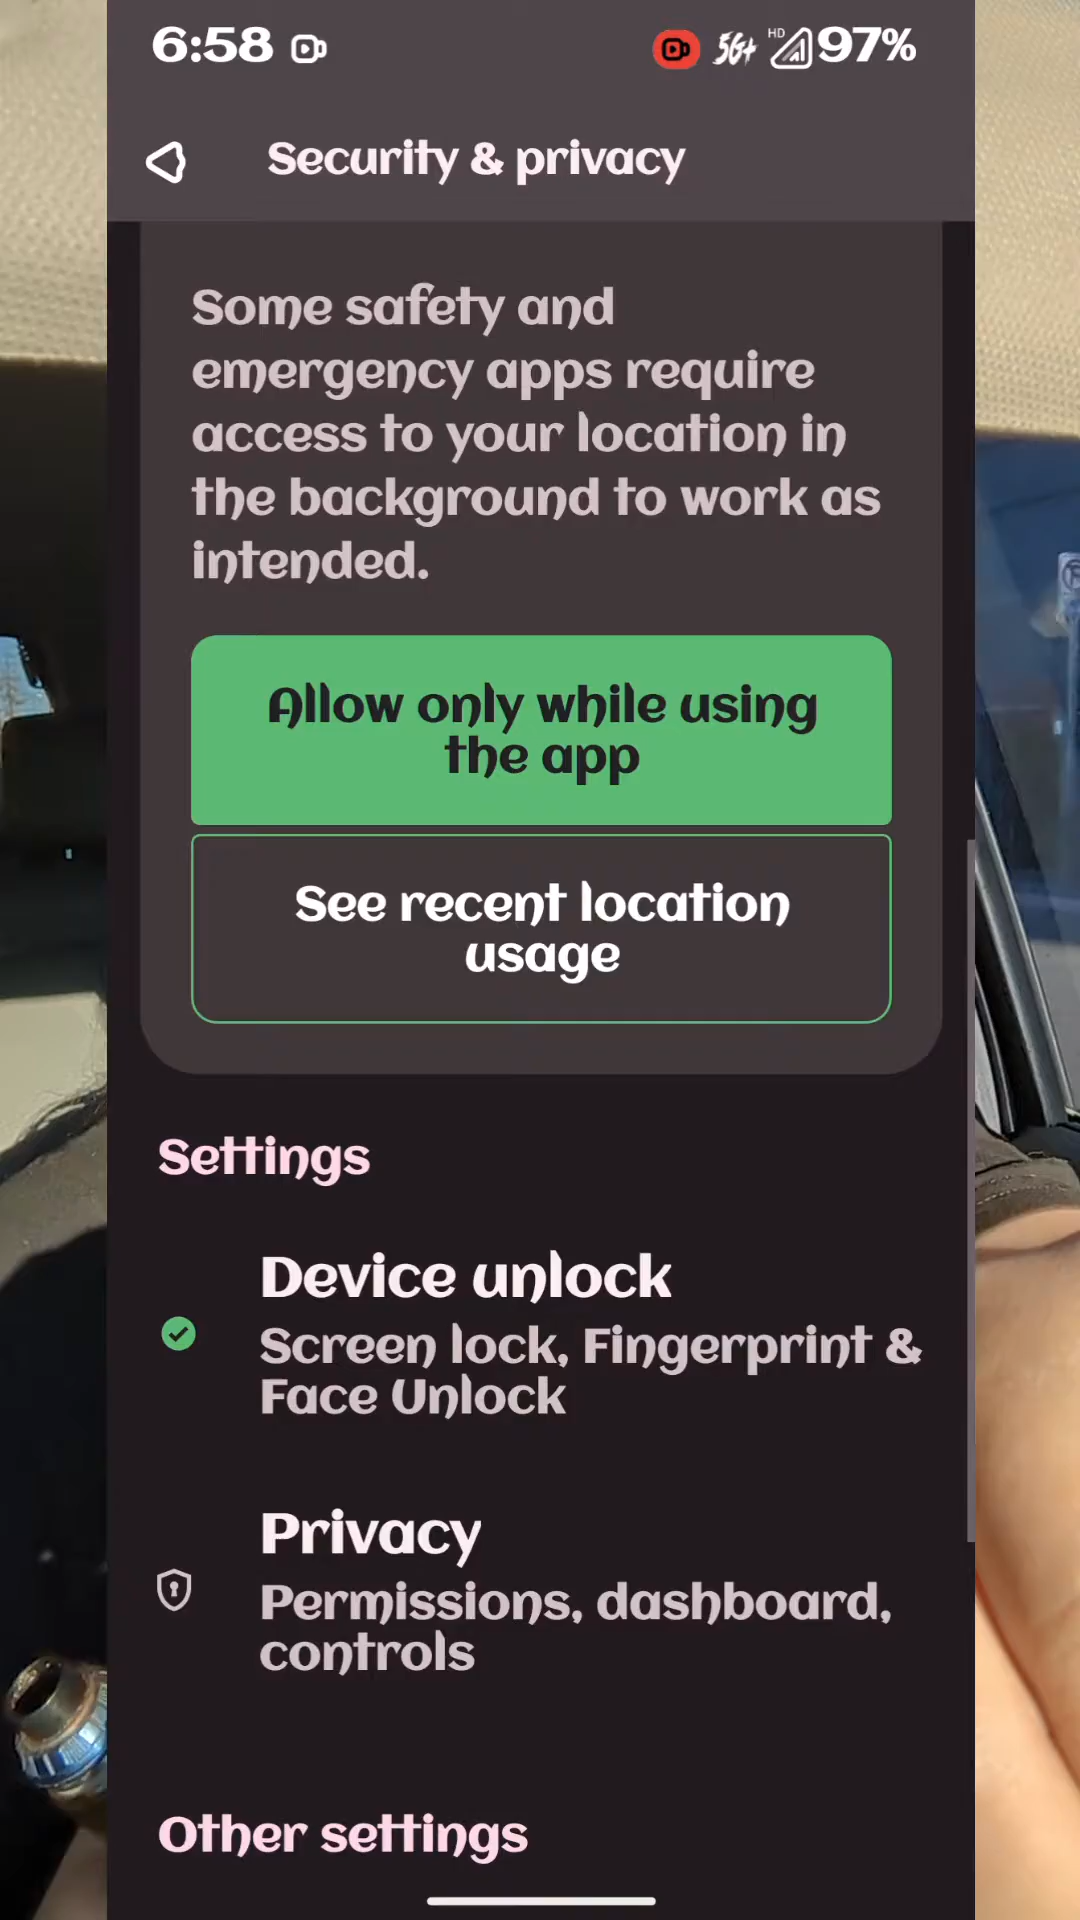 6:58
5G+ HD 97%
Security & privacy
Some safety and
emergency apps require
access to your location in
the background to work as
intended.
Allow only while using
the app
See recent location
usage
Settings
Device unlock
Screen lock, Fingerprint &
Face Unlock
Privacy
Permissions, dashboard,
controls
Other settings